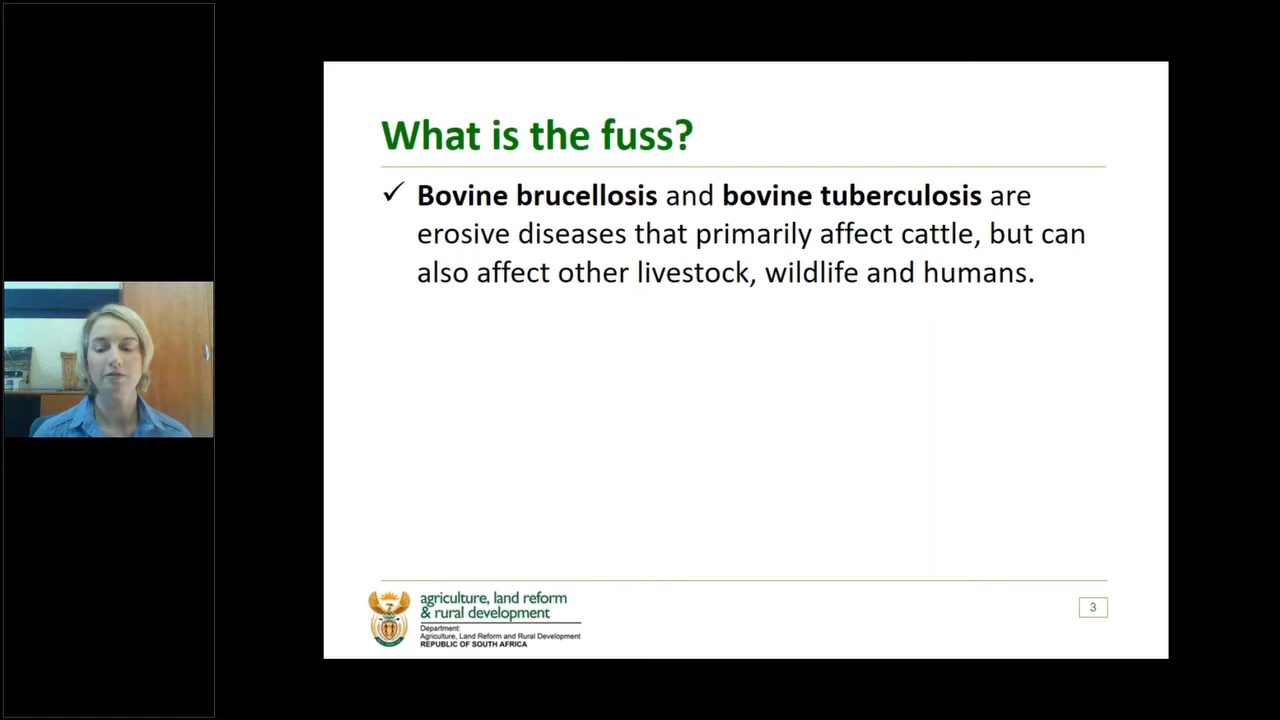 What is the fuss?
✓ Bovine brucellosis and bovine tuberculosis are
erosive diseases that primarily affect cattle, but can
also affect other livestock, wildlife and humans.
agriculture, land reform
& rural development
Department:
Agriculture, Land Reform and Rural Development
REPUBLIC OF SOUTH AFRICA
3